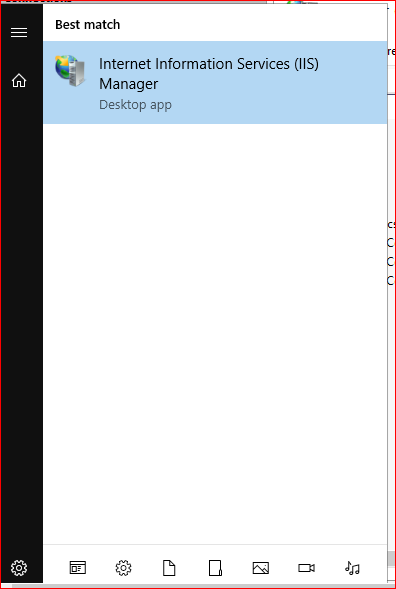 Best match
Internet Information Services (IIS)
Manager
Desktop app